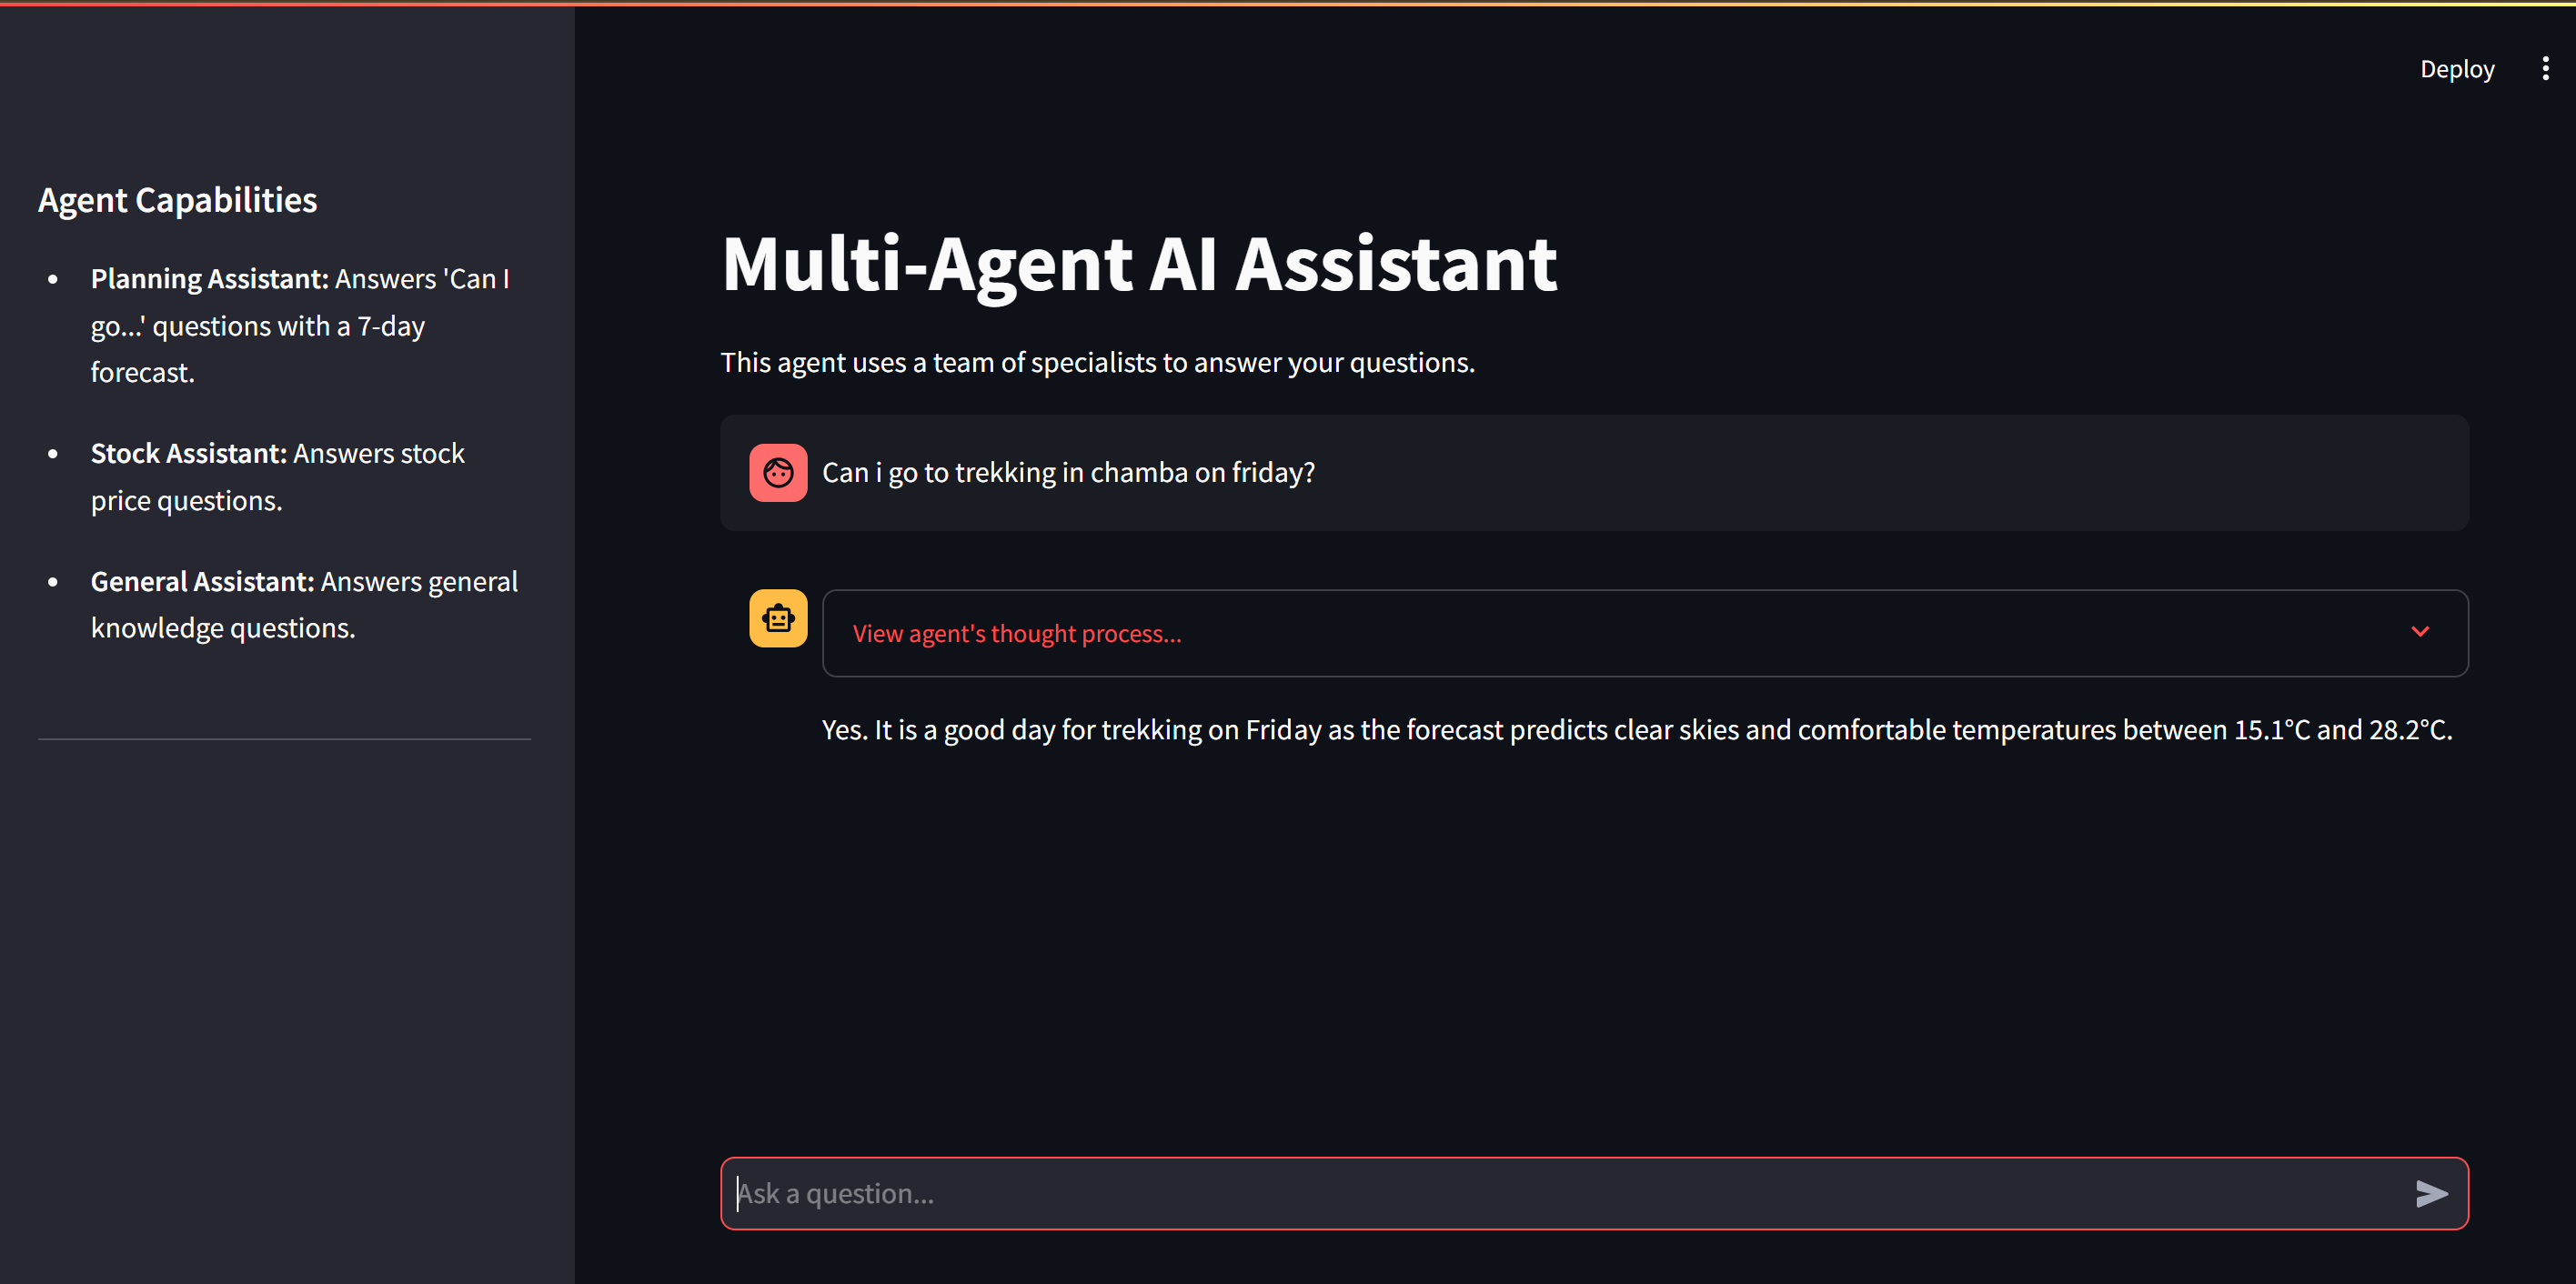 Deploy
Agent Capabilities
Planning Assistant: Answers 'Can I
go...' questions with a 7-day
forecast.
Stock Assistant: Answers stock
price questions.
General Assistant: Answers general
knowledge questions.
Multi-Agent AI Assistant
This agent uses a team of specialists to answer your questions.
Can i go to trekking in chamba on friday?
View agent's thought process...
Yes. It is a good day for trekking on Friday as the forecast predicts clear skies and comfortable temperatures between 15.1°C and 28.2°C.
Ask a question...